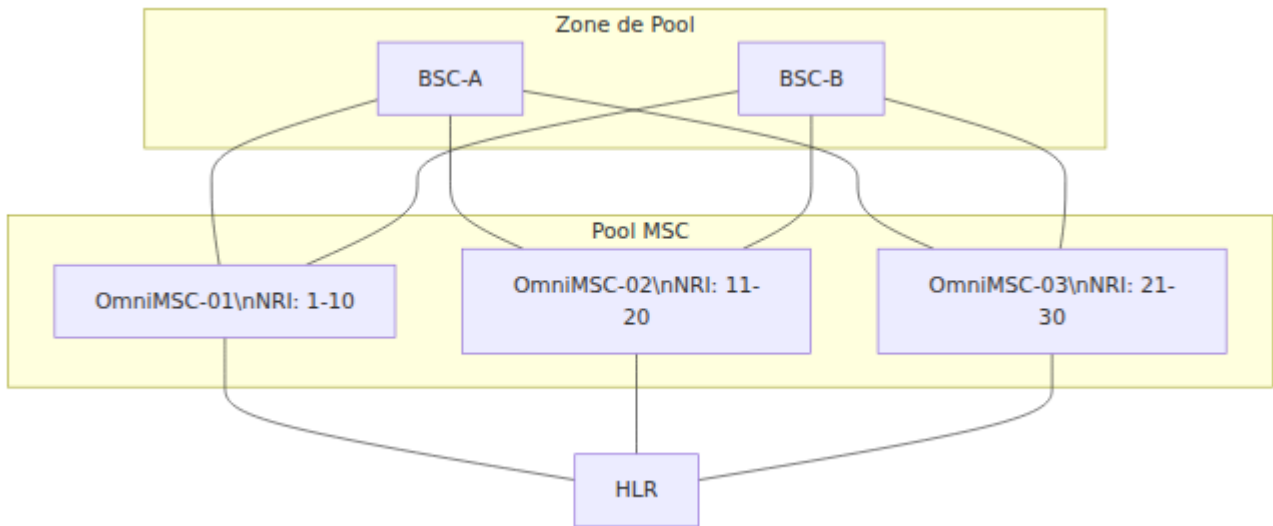 Zone de Pool
BSC-A
BSC-B
Pool MSC
OmniMSC-01\nNRI: 1-10
OmniMSC-02\nNRI: 11-
20
OmniMSC-03\nNRI: 21-
30
HLR